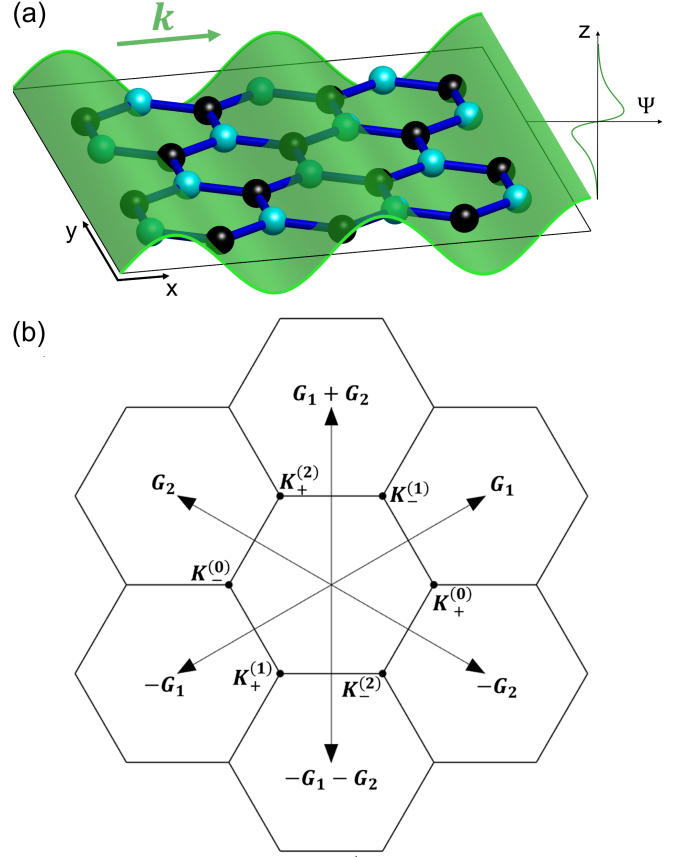 (a)
k
z
Ψ
y
x
(b)
G₁ + G₂
K₊⁽²⁾
K₋⁽¹⁾
G₂
G₁
K₋⁽⁰⁾
K₊⁽⁰⁾
K₊⁽¹⁾
K₋⁽²⁾
−G₁
−G₂
−G₁ − G₂